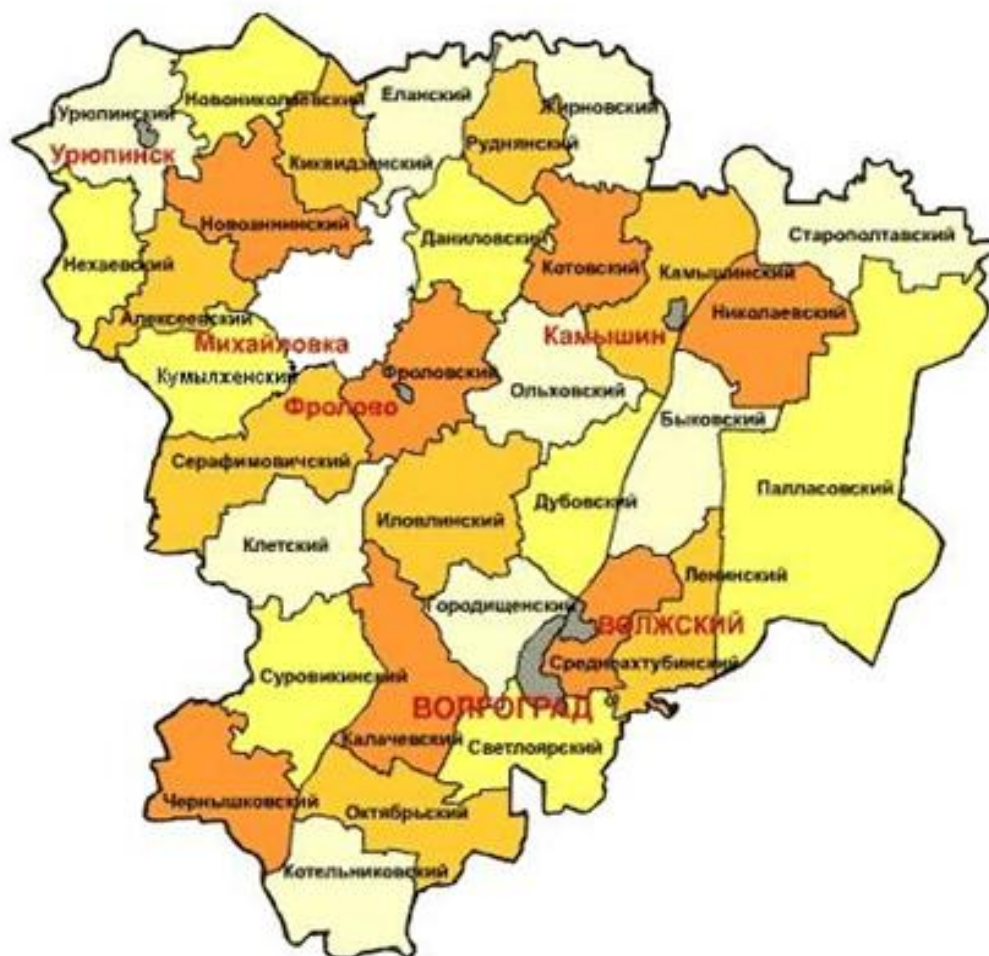 Урюпинский
Новониколаевский
Еланский
Жирновский
Урюпинск
Киквидзенский
Руднянский
Новоаннинский
Даниловский
Старополтавский
Нехаевский
Котовский
Камышинский
Алексеевский
Николаевский
Михайловка
Камышин
Кумылженский
Фроловский
Ольховский
Фролово
Быковский
Серафимовичский
Дубовский
Палласовский
Иловлинский
Клетский
Ленинский
Городищенский
ВОЛЖСКИЙ
Суровикинский
Среднеахтубинский
ВОЛГОГРАД
Калачевский
Светлоярский
Чернышковский
Октябрьский
Котельниковский